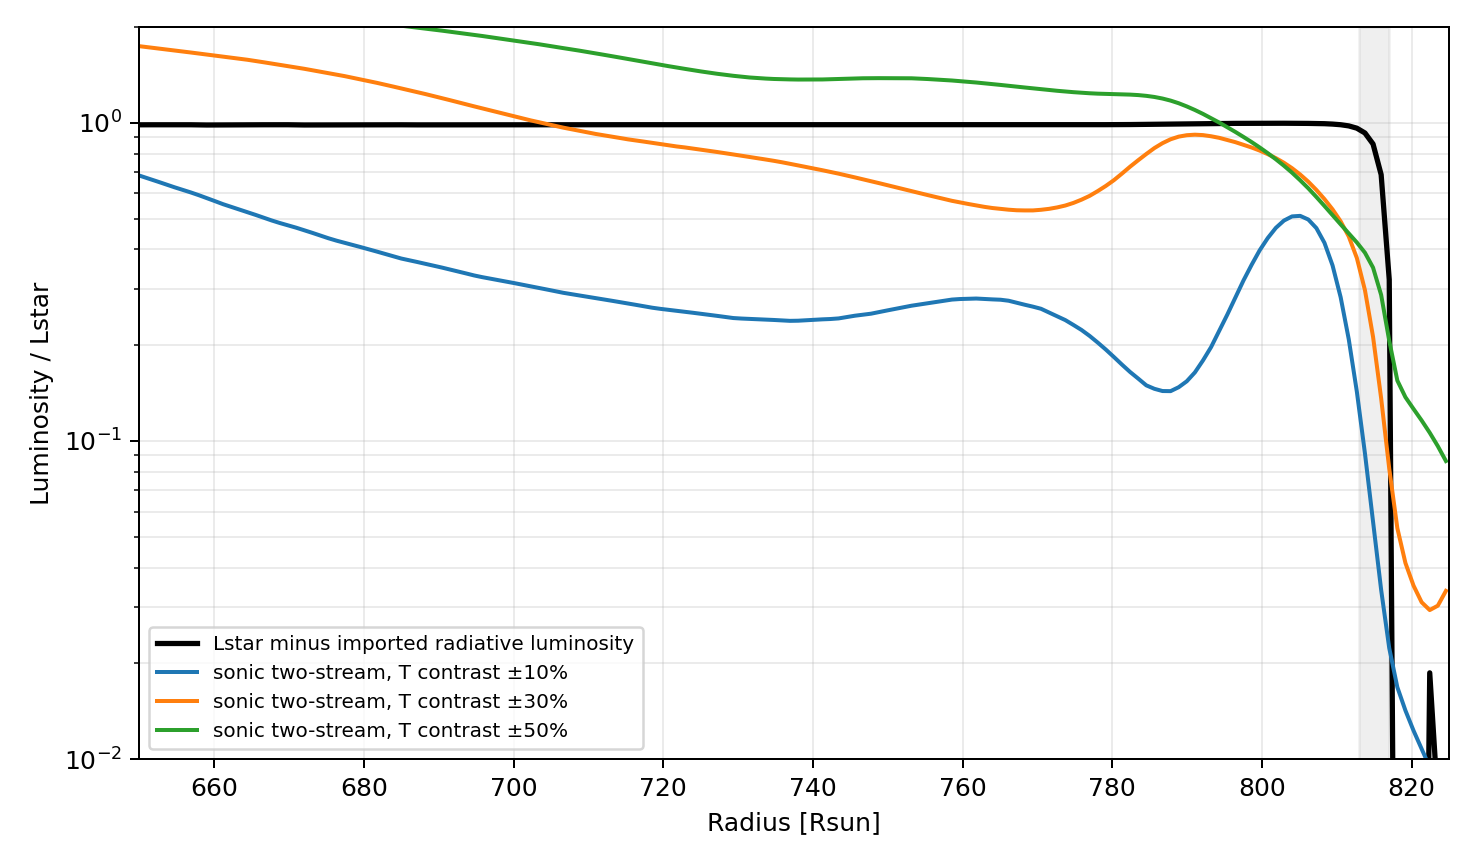 10⁰
10⁻¹
10⁻²
Luminosity / Lstar
Lstar minus imported radiative luminosity
sonic two-stream, T contrast ±10%
sonic two-stream, T contrast ±30%
sonic two-stream, T contrast ±50%
660 680 700 720 740 760 780 800 820
Radius [Rsun]